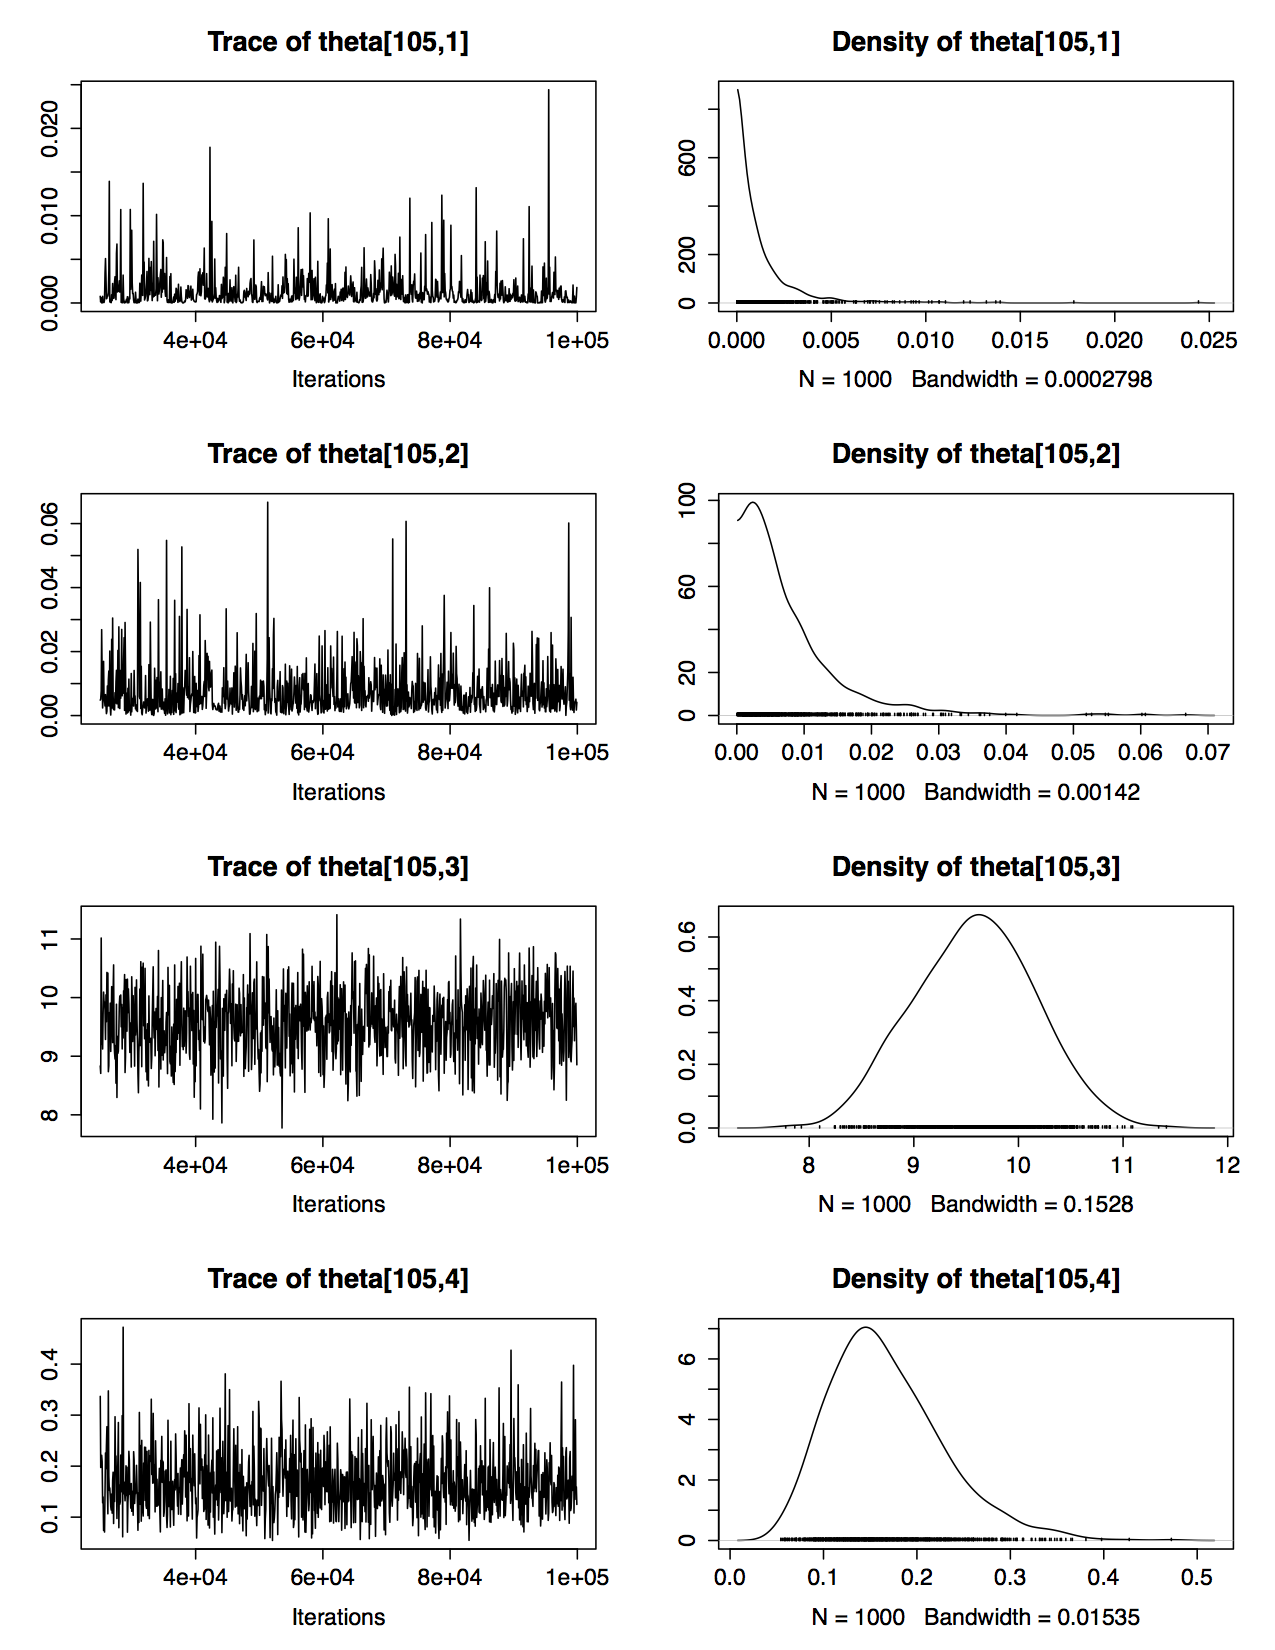 Trace of theta[105,1]
0.000 0.010 0.020
4e+04 6e+04 8e+04 1e+05
Iterations
Density of theta[105,1]
0 200 600
0.000 0.005 0.010 0.015 0.020 0.025
N = 1000 Bandwidth = 0.0002798
Trace of theta[105,2]
0.00 0.02 0.04 0.06
4e+04 6e+04 8e+04 1e+05
Iterations
Density of theta[105,2]
0 20 60 100
0.00 0.01 0.02 0.03 0.04 0.05 0.06 0.07
N = 1000 Bandwidth = 0.00142
Trace of theta[105,3]
8 9 10 11
4e+04 6e+04 8e+04 1e+05
Iterations
Density of theta[105,3]
0.0 0.2 0.4 0.6
8 9 10 11 12
N = 1000 Bandwidth = 0.1528
Trace of theta[105,4]
0.1 0.2 0.3 0.4
4e+04 6e+04 8e+04 1e+05
Iterations
Density of theta[105,4]
0 2 4 6
0.0 0.1 0.2 0.3 0.4 0.5
N = 1000 Bandwidth = 0.01535